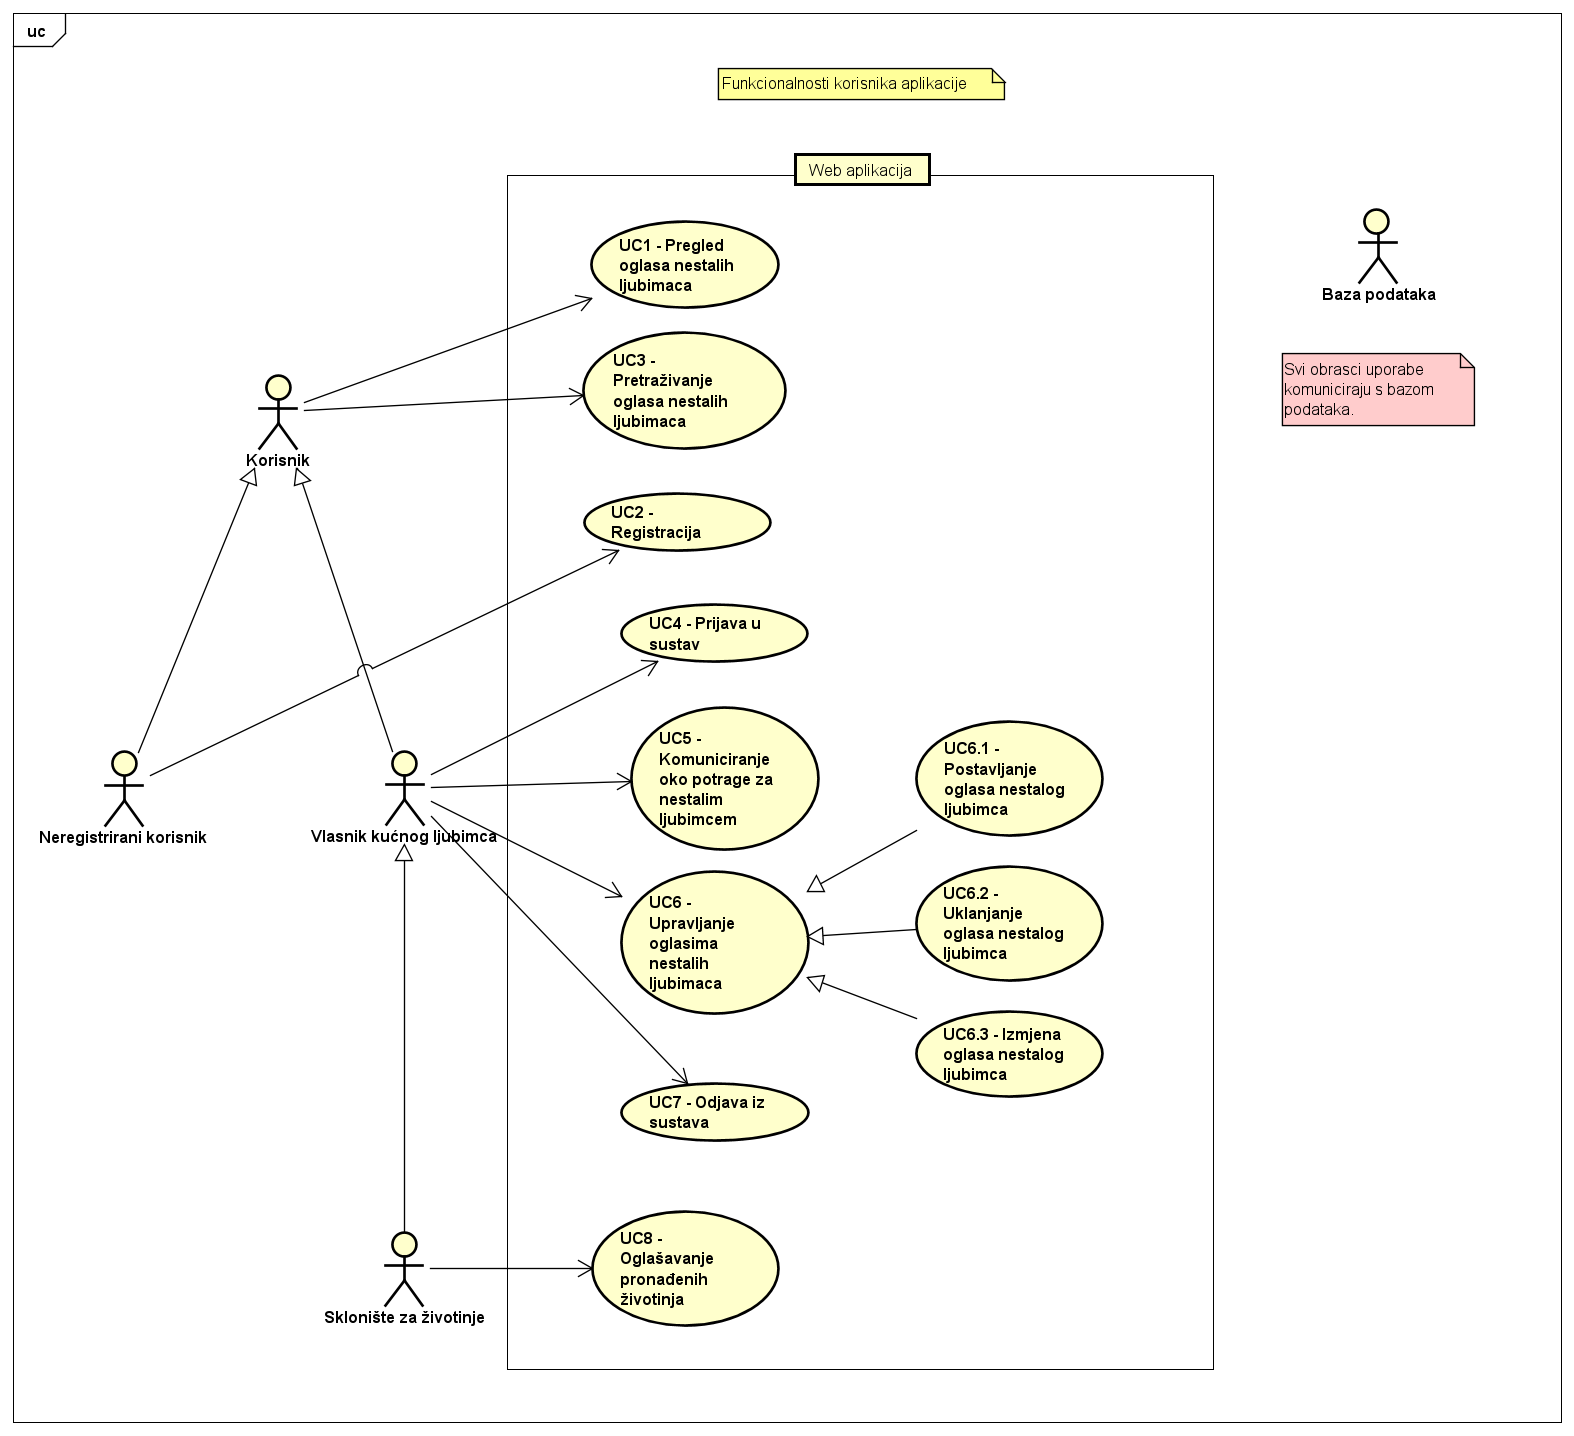 uc
Funkcionalnosti korisnika aplikacije
Web aplikacija
UC1 - Pregled
oglasa nestalih
ljubimaca
Baza podataka
UC3 -
Pretraživanje
oglasa nestalih
ljubimaca
Svi obrasci uporabe
komuniciraju s bazom
podataka.
Korisnik
UC2 -
Registracija
UC4 - Prijava u
sustav
UC5 -
Komuniciranje
oko potrage za
nestalim
ljubimcem
UC6.1 -
Postavljanje
oglasa nestalog
ljubimca
Neregistrirani korisnik
Vlasnik kućnog ljubimca
UC6 -
Upravljanje
oglasima
nestalih
ljubimaca
UC6.2 -
Uklanjanje
oglasa nestalog
ljubimca
UC6.3 - Izmjena
oglasa nestalog
ljubimca
UC7 - Odjava iz
sustava
UC8 -
Oglašavanje
pronađenih
životinja
Sklonište za životinje